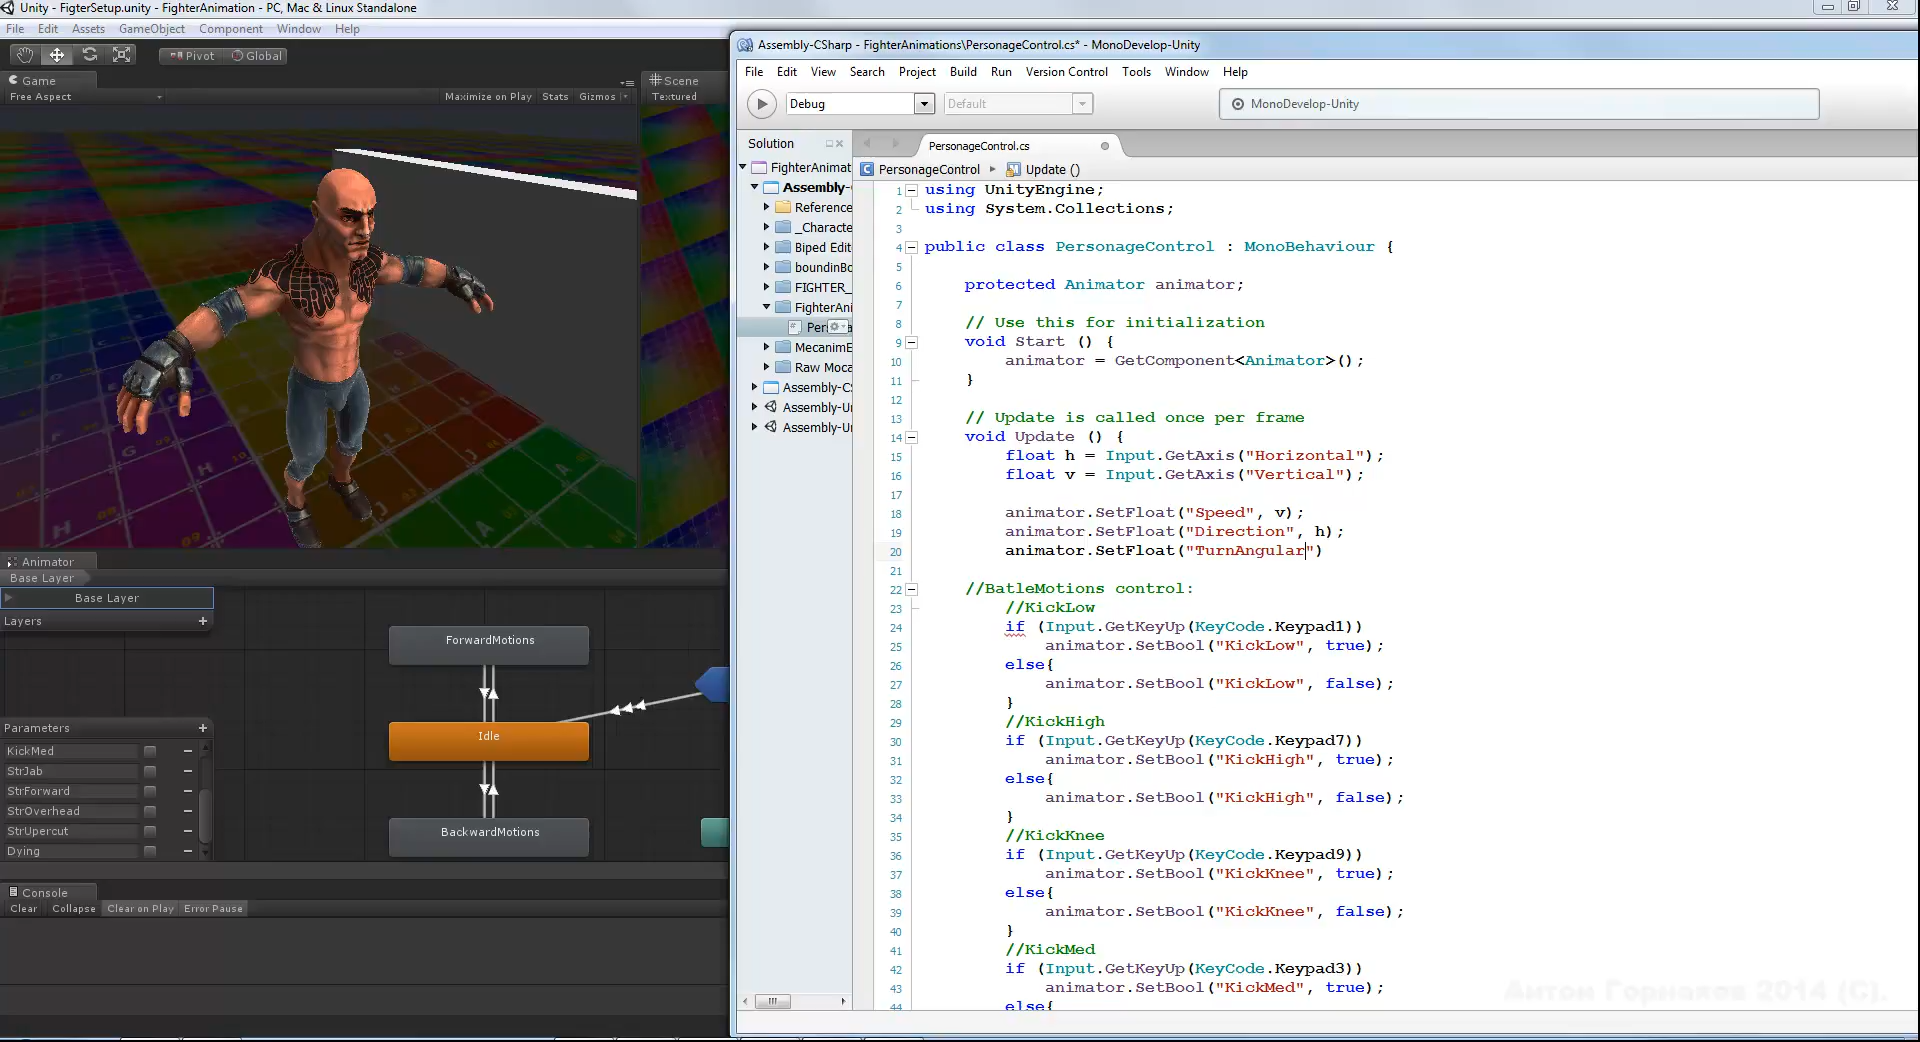 Unity - FigterSetup.unity - FighterAnimation - PC, Mac & Linux Standalone
File Edit Assets GameObject Component Window Help
Pivot Global
Game
Free Aspect Maximize on Play Stats Gizmos
Scene
Textured
Animator
Base Layer
Base Layer
Layers +
ForwardMotions
Idle
BackwardMotions
Parameters +
KickMed
StrJab
StrForward
StrOverhead
StrUpercut
Dying
Console
Clear Collapse Clear on Play Error Pause
Assembly-CSharp - FighterAnimations\PersonageControl.cs* - MonoDevelop-Unity
File Edit View Search Project Build Run Version Control Tools Window Help
Debug Default MonoDevelop-Unity
Solution
FighterAnimat
Assembly-
Reference
_Characte
Biped Edit
boundinBo
FIGHTER_
FighterAni
Per
MecanimE
Raw Moca
Assembly-CS
Assembly-Un
Assembly-Un
PersonageControl.cs
PersonageControl Update ()
1 using UnityEngine;
2 using System.Collections;
3
4 public class PersonageControl : MonoBehaviour {
5
6 protected Animator animator;
7
8 // Use this for initialization
9 void Start () {
10 animator = GetComponent<Animator>();
11 }
12
13 // Update is called once per frame
14 void Update () {
15 float h = Input.GetAxis("Horizontal");
16 float v = Input.GetAxis("Vertical");
17
18 animator.SetFloat("Speed", v);
19 animator.SetFloat("Direction", h);
20 animator.SetFloat("TurnAngular")
21
22 //BatleMotions control:
23 //KickLow
24 if (Input.GetKeyUp(KeyCode.Keypad1))
25 animator.SetBool("KickLow", true);
26 else{
27 animator.SetBool("KickLow", false);
28 }
29 //KickHigh
30 if (Input.GetKeyUp(KeyCode.Keypad7))
31 animator.SetBool("KickHigh", true);
32 else{
33 animator.SetBool("KickHigh", false);
34 }
35 //KickKnee
36 if (Input.GetKeyUp(KeyCode.Keypad9))
37 animator.SetBool("KickKnee", true);
38 else{
39 animator.SetBool("KickKnee", false);
40 }
41 //KickMed
42 if (Input.GetKeyUp(KeyCode.Keypad3))
43 animator.SetBool("KickMed", true);
44 else{
Антон Горнахов 2014 (C).